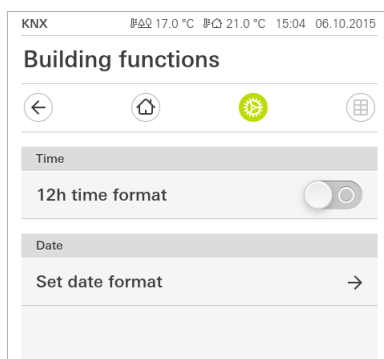 KNX 17.0 °C 21.0 °C 15:04 06.10.2015
Building functions
Time
12h time format
Date
Set date format